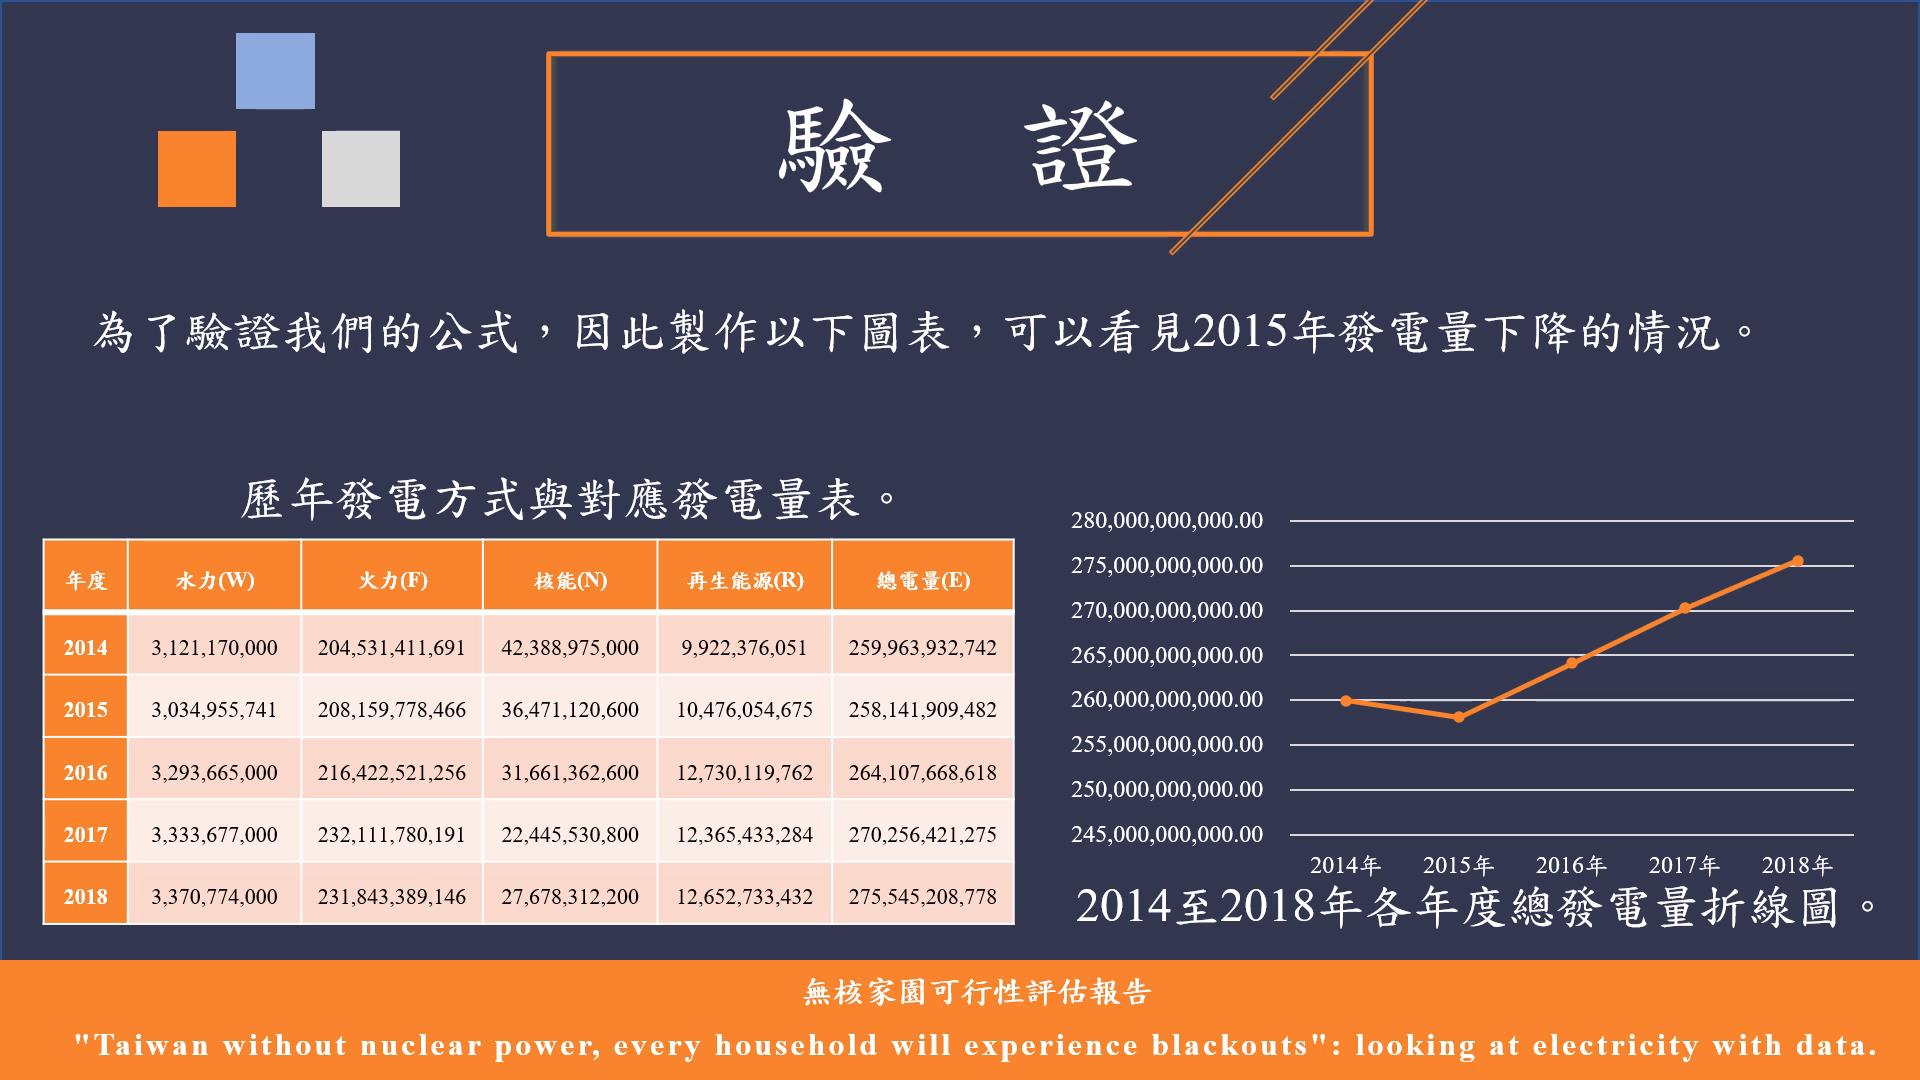 驗 證
為了驗證我們的公式，因此製作以下圖表，可以看見2015年發電量下降的情況。
歷年發電方式與對應發電量表。
年度 水力(W) 火力(F) 核能(N) 再生能源(R) 總電量(E)
2014 3,121,170,000 204,531,411,691 42,388,975,000 9,922,376,051 259,963,932,742
2015 3,034,955,741 208,159,778,466 36,471,120,600 10,476,054,675 258,141,909,482
2016 3,293,665,000 216,422,521,256 31,661,362,600 12,730,119,762 264,107,668,618
2017 3,333,677,000 232,111,780,191 22,445,530,800 12,365,433,284 270,256,421,275
2018 3,370,774,000 231,843,389,146 27,678,312,200 12,652,733,432 275,545,208,778
280,000,000,000.00
275,000,000,000.00
270,000,000,000.00
265,000,000,000.00
260,000,000,000.00
255,000,000,000.00
250,000,000,000.00
245,000,000,000.00
2014年 2015年 2016年 2017年 2018年
2014至2018年各年度總發電量折線圖。
無核家園可行性評估報告
"Taiwan without nuclear power, every household will experience blackouts": looking at electricity with data.